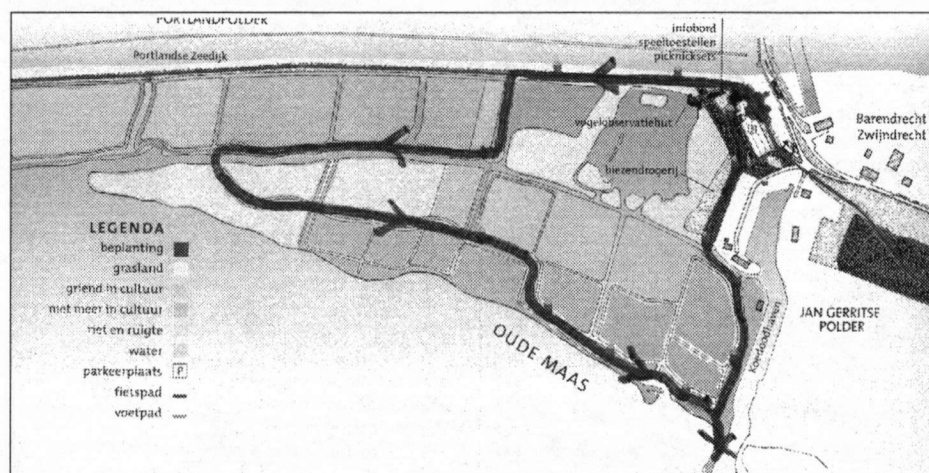 PORTLANDPOLDER
Portlandse Zeedijk
infobord
speeltoestellen
picknicksets
vogelobservatiehut
biezendrogerij
Barendrecht
Zwijndrecht
LEGENDA
beplanting
grasland
griend in cultuur
niet meer in cultuur
riet en ruigte
water
parkeerplaats P
fietspad
voetpad
OUDE MAAS
Koedoodhaven
JAN GERRITSE
POLDER